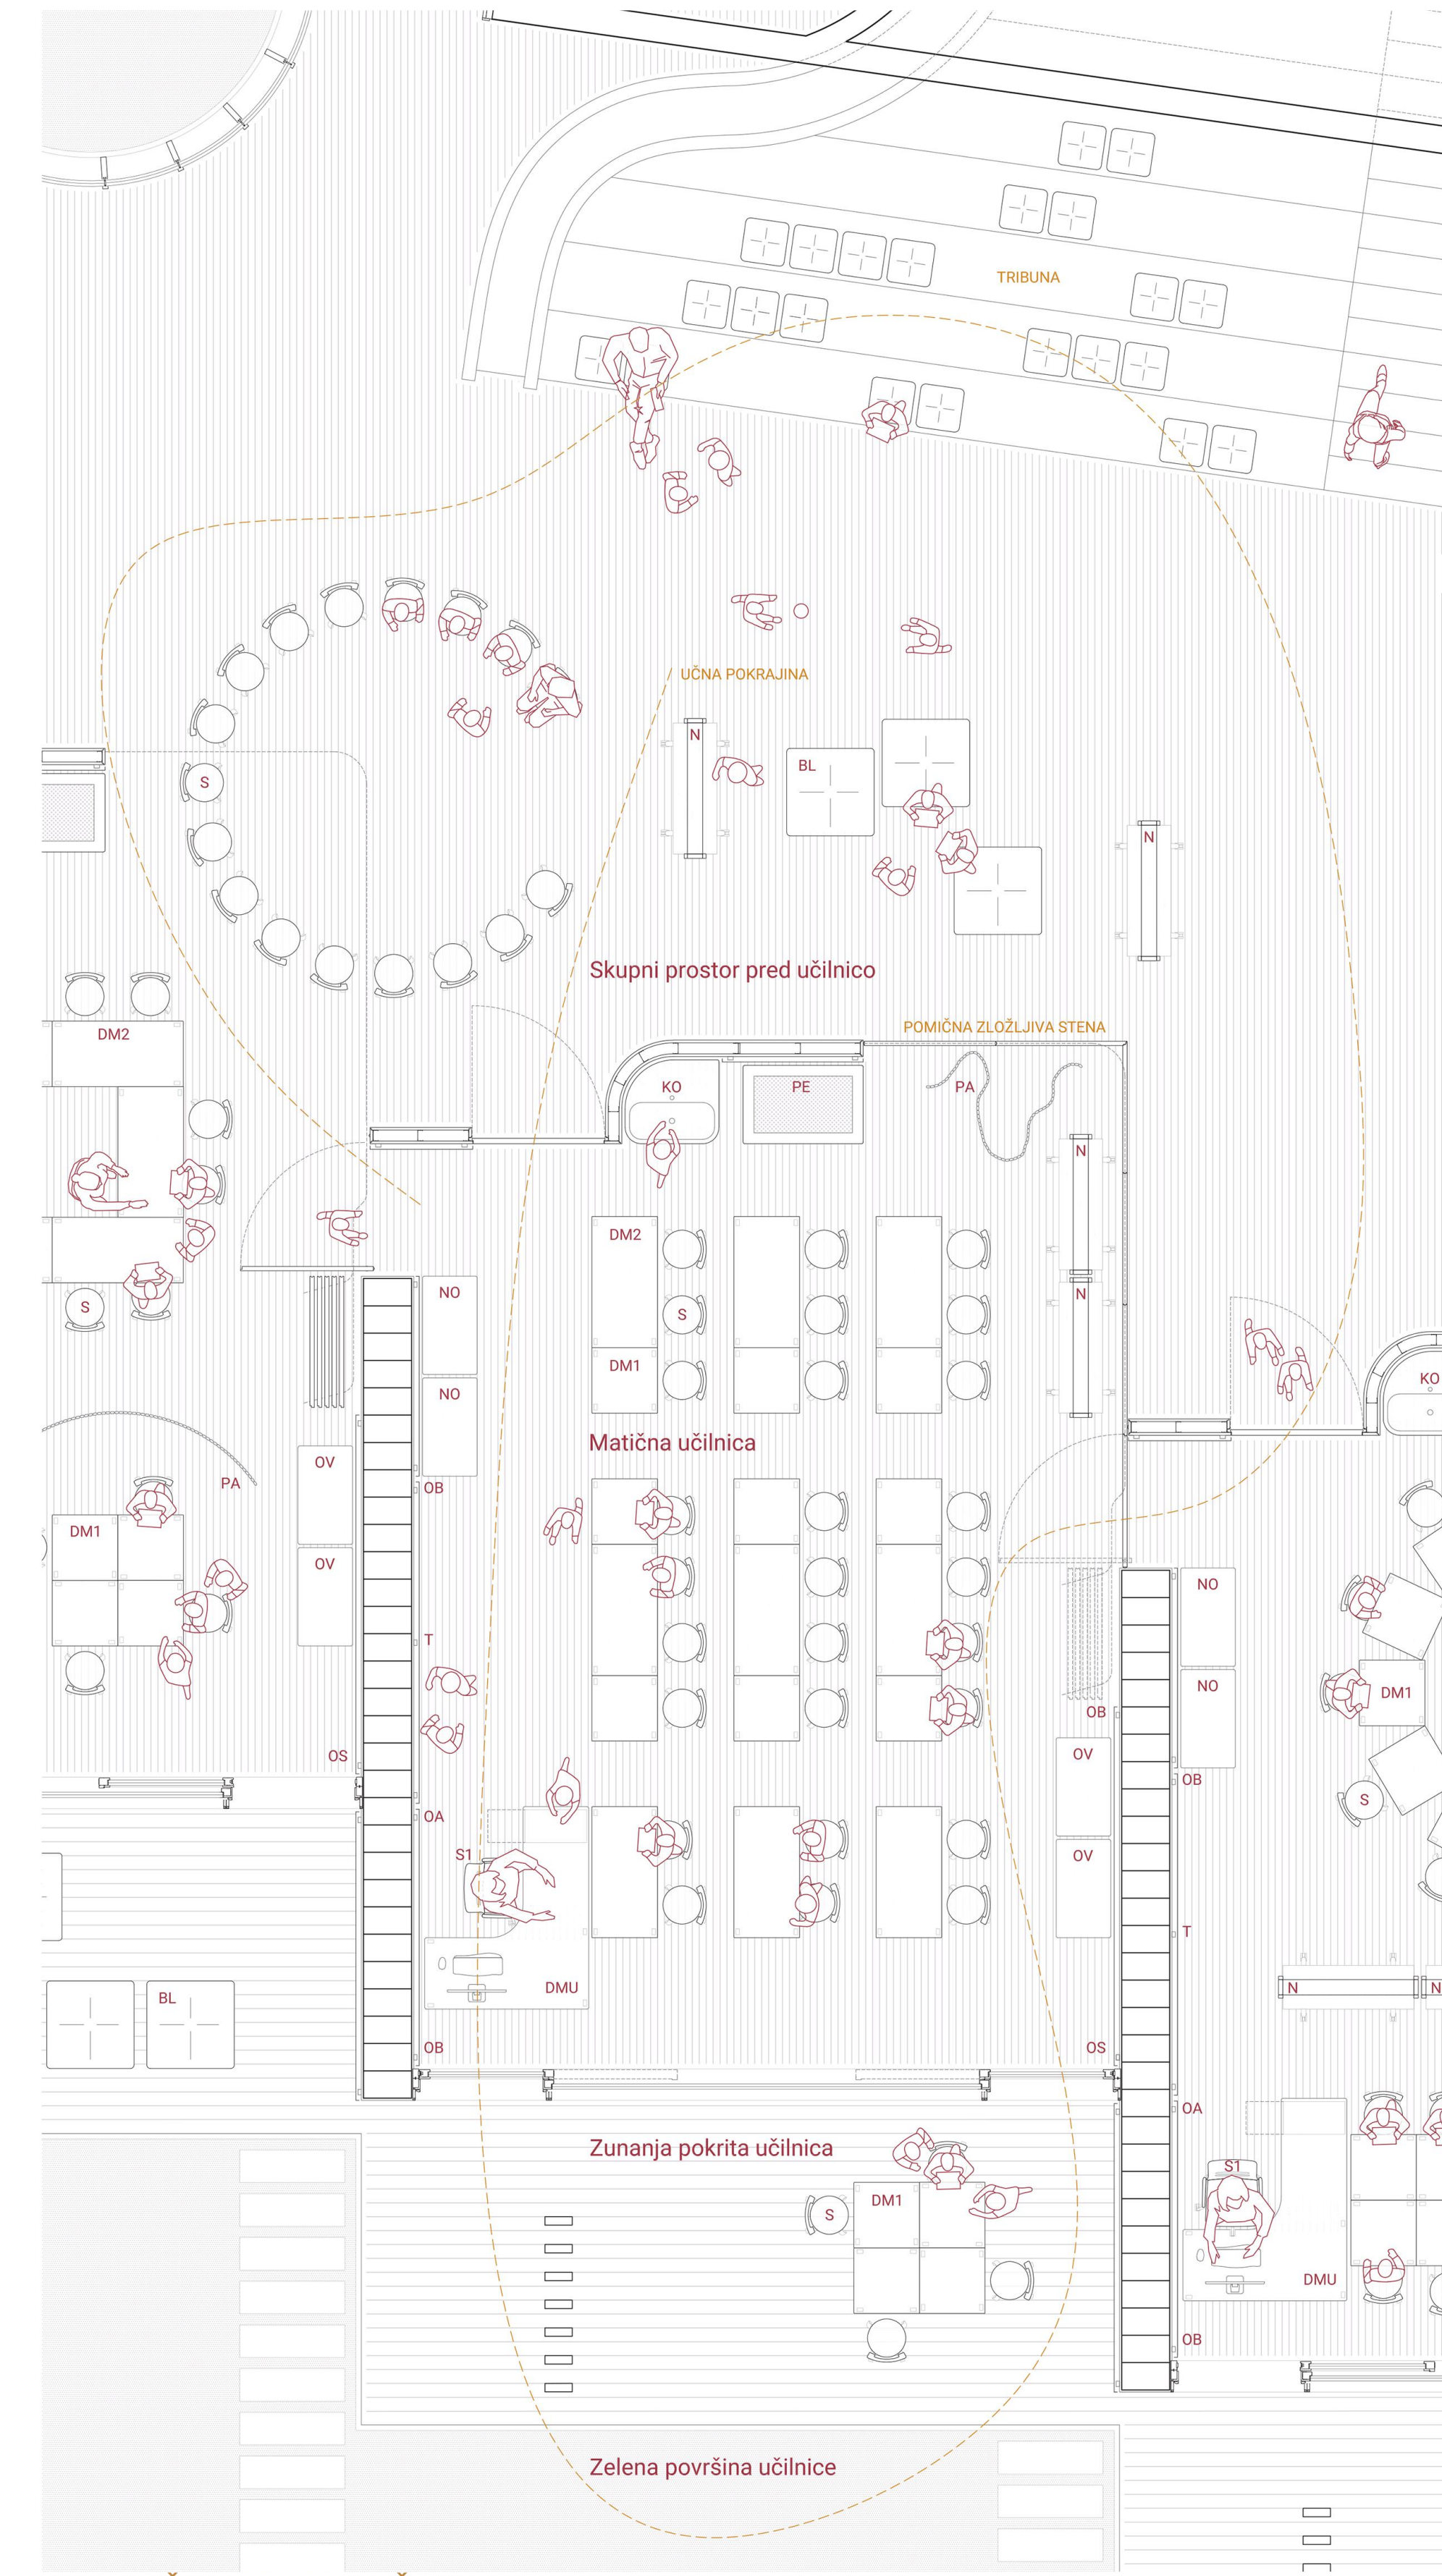 TRIBUNA
UČNA POKRAJINA
N
BL
S
N
Skupni prostor pred učilnico
POMIČNA ZLOŽLJIVA STENA
DM2
KO
PE
PA
N
DM2
S
NO
N
S
DM1
KO
NO
Matična učilnica
OV
PA
OB
DM1
OV
NO
T
NO
DM1
OB
OS
OV
OB
S
OA
S1
OV
T
DMU
N
N
BL
OB
OS
OA
Zunanja pokrita učilnica
S1
DM1
S
DMU
OB
Zelena površina učilnice